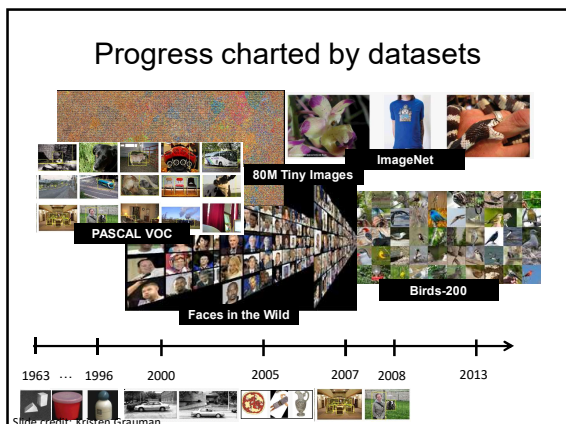 Progress charted by datasets
ImageNet
80M Tiny Images
PASCAL VOC
Birds-200
Faces in the Wild
1963 ... 1996 2000 2005 2007 2008 2013
Slide credit: Kristen Grauman